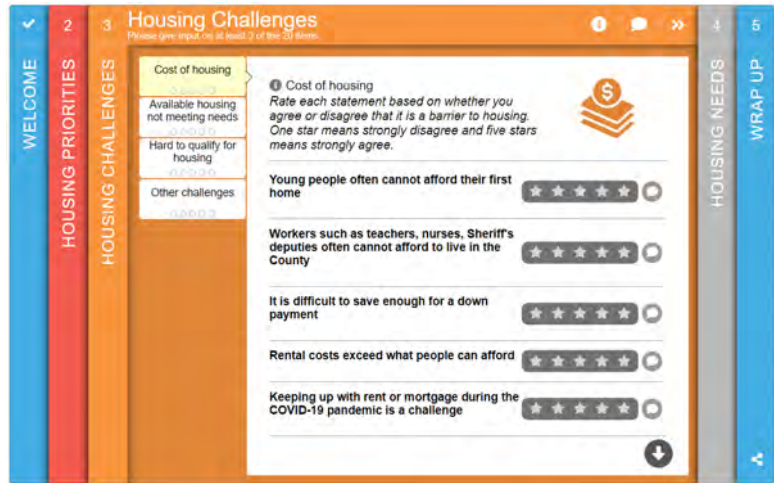 WELCOME
2
HOUSING PRIORITIES
3
HOUSING CHALLENGES
Housing Challenges
Please give input on at least 3 of the 20 items.
Cost of housing
Available housing
not meeting needs
Hard to qualify for
housing
Other challenges
Cost of housing
Rate each statement based on whether you
agree or disagree that it is a barrier to housing.
One star means strongly disagree and five stars
means strongly agree.
Young people often cannot afford their first
home
Workers such as teachers, nurses, Sheriff's
deputies often cannot afford to live in the
County
It is difficult to save enough for a down
payment
Rental costs exceed what people can afford
Keeping up with rent or mortgage during the
COVID-19 pandemic is a challenge
4
HOUSING NEEDS
5
WRAP UP